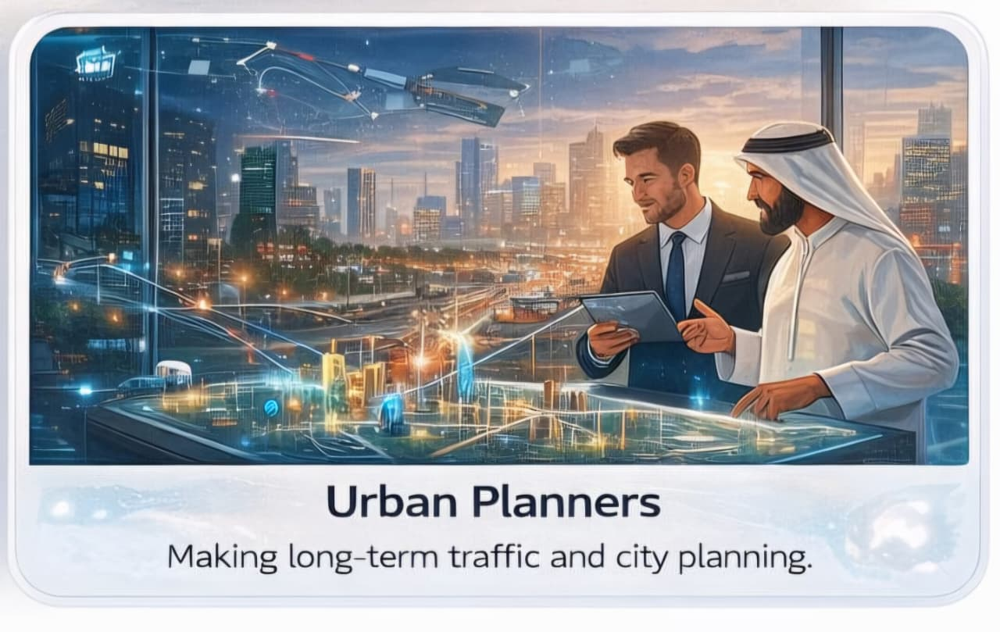 Urban Planners
Making long-term traffic and city planning.